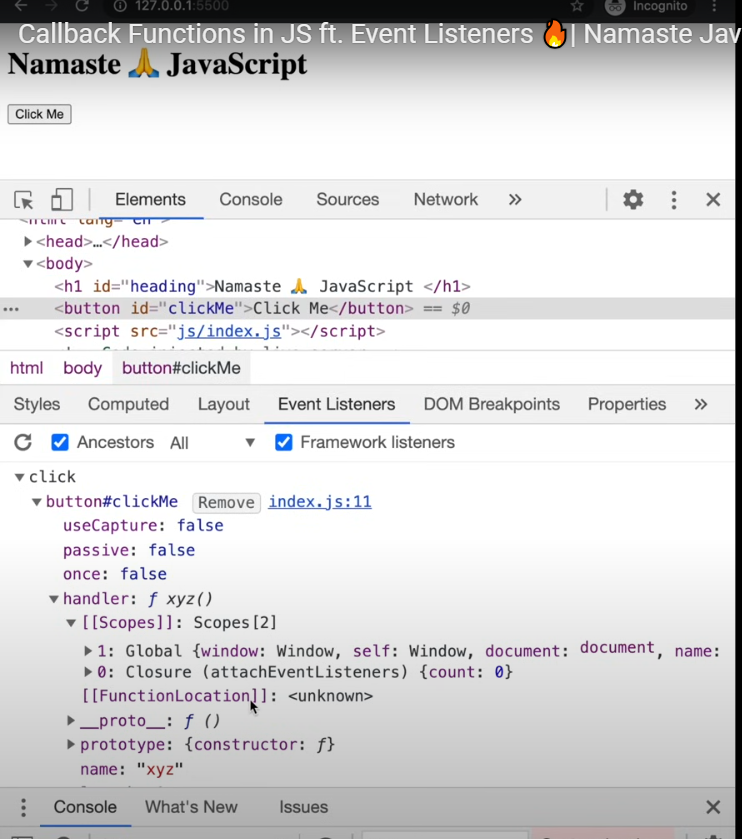 127.0.0.1:5500 Incognito
Callback Functions in JS ft. Event Listeners 🔥| Namaste Jav
Namaste 🙏 JavaScript
Click Me
Elements Console Sources Network »
<html lang="en">
▶<head>…</head>
▼<body>
<h1 id="heading">Namaste 🙏 JavaScript </h1>
··· <button id="clickMe">Click Me</button> == $0
<script src="js/index.js"></script>
html body button#clickMe
Styles Computed Layout Event Listeners DOM Breakpoints Properties »
Ancestors All ▼ Framework listeners
▼click
▼button#clickMe Remove index.js:11
useCapture: false
passive: false
once: false
▼handler: ƒ xyz()
▼[[Scopes]]: Scopes[2]
▶1: Global {window: Window, self: Window, document: document, name:
▶0: Closure (attachEventListeners) {count: 0}
[[FunctionLocation]]: <unknown>
▶__proto__: ƒ ()
▶prototype: {constructor: ƒ}
name: "xyz"
Console What's New Issues